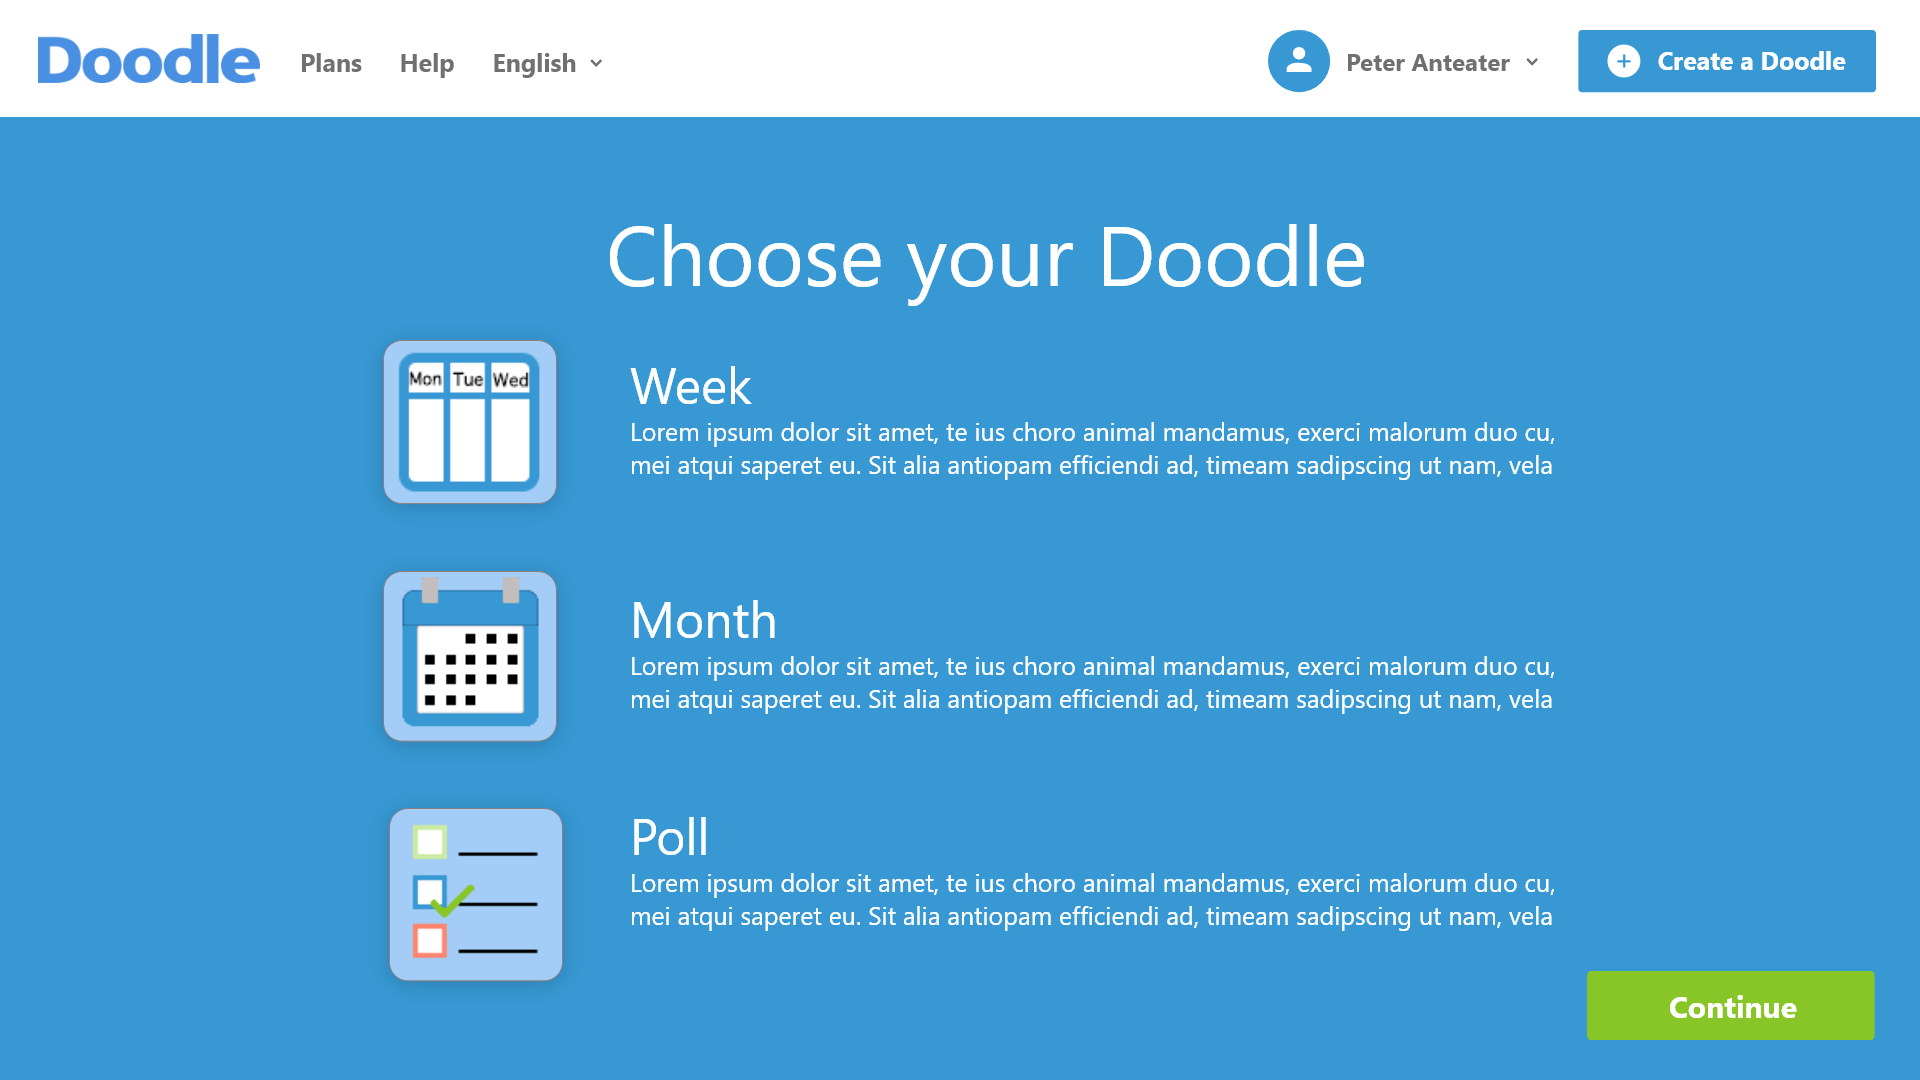 Doodle Plans Help English Peter Anteater Create a Doodle
Choose your Doodle
Mon Tue Wed
Week
Lorem ipsum dolor sit amet, te ius choro animal mandamus, exerci malorum duo cu,
mei atqui saperet eu. Sit alia antiopam efficiendi ad, timeam sadipscing ut nam, vela
Month
Lorem ipsum dolor sit amet, te ius choro animal mandamus, exerci malorum duo cu,
mei atqui saperet eu. Sit alia antiopam efficiendi ad, timeam sadipscing ut nam, vela
Poll
Lorem ipsum dolor sit amet, te ius choro animal mandamus, exerci malorum duo cu,
mei atqui saperet eu. Sit alia antiopam efficiendi ad, timeam sadipscing ut nam, vela
Continue